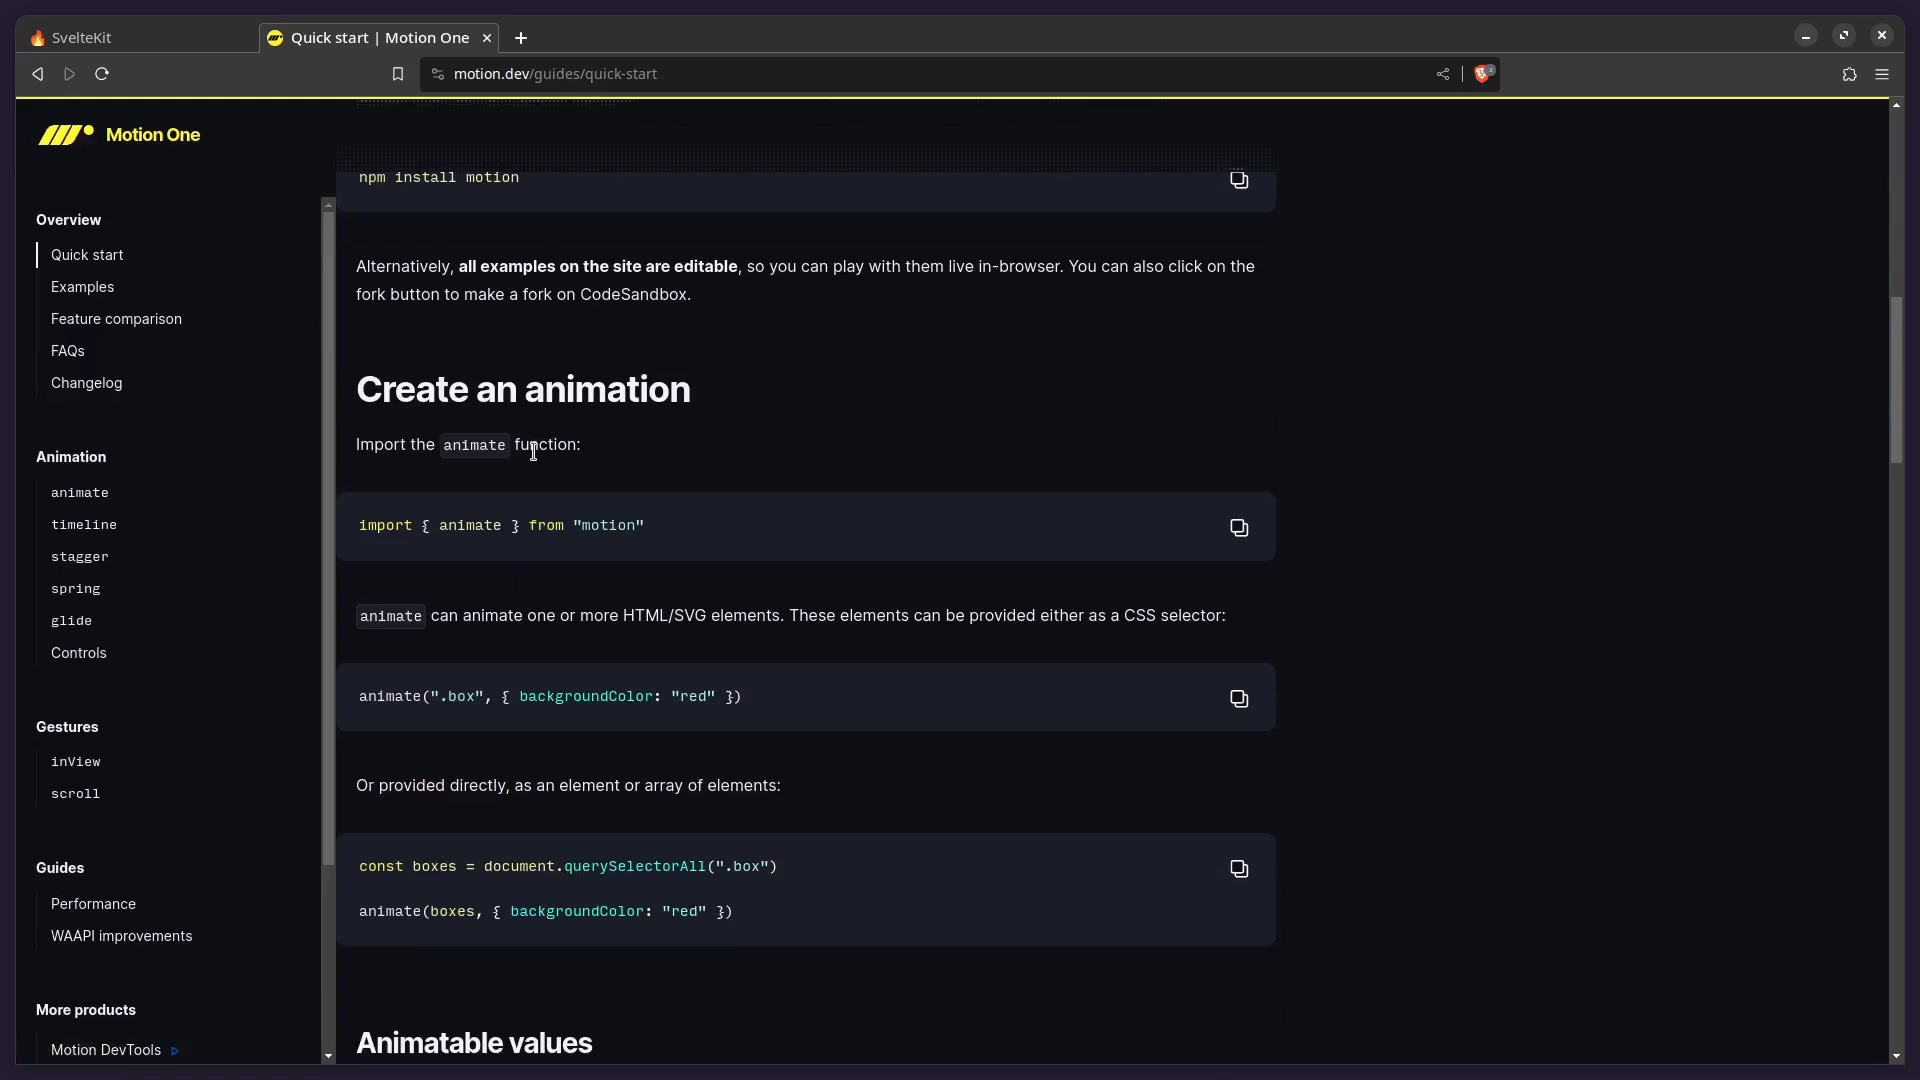 SvelteKit
Quick start | Motion One
motion.dev/guides/quick-start
3
Motion One
Overview
Quick start
Examples
Feature comparison
FAQs
Changelog
Animation
animate
timeline
stagger
spring
glide
Controls
Gestures
inView
scroll
Guides
Performance
WAAPI improvements
More products
Motion DevTools
npm install motion
Alternatively, all examples on the site are editable, so you can play with them live in-browser. You can also click on the
fork button to make a fork on CodeSandbox.
Create an animation
Import the animate function:
import { animate } from "motion"
animate can animate one or more HTML/SVG elements. These elements can be provided either as a CSS selector:
animate(".box", { backgroundColor: "red" })
Or provided directly, as an element or array of elements:
const boxes = document.querySelectorAll(".box")
animate(boxes, { backgroundColor: "red" })
Animatable values